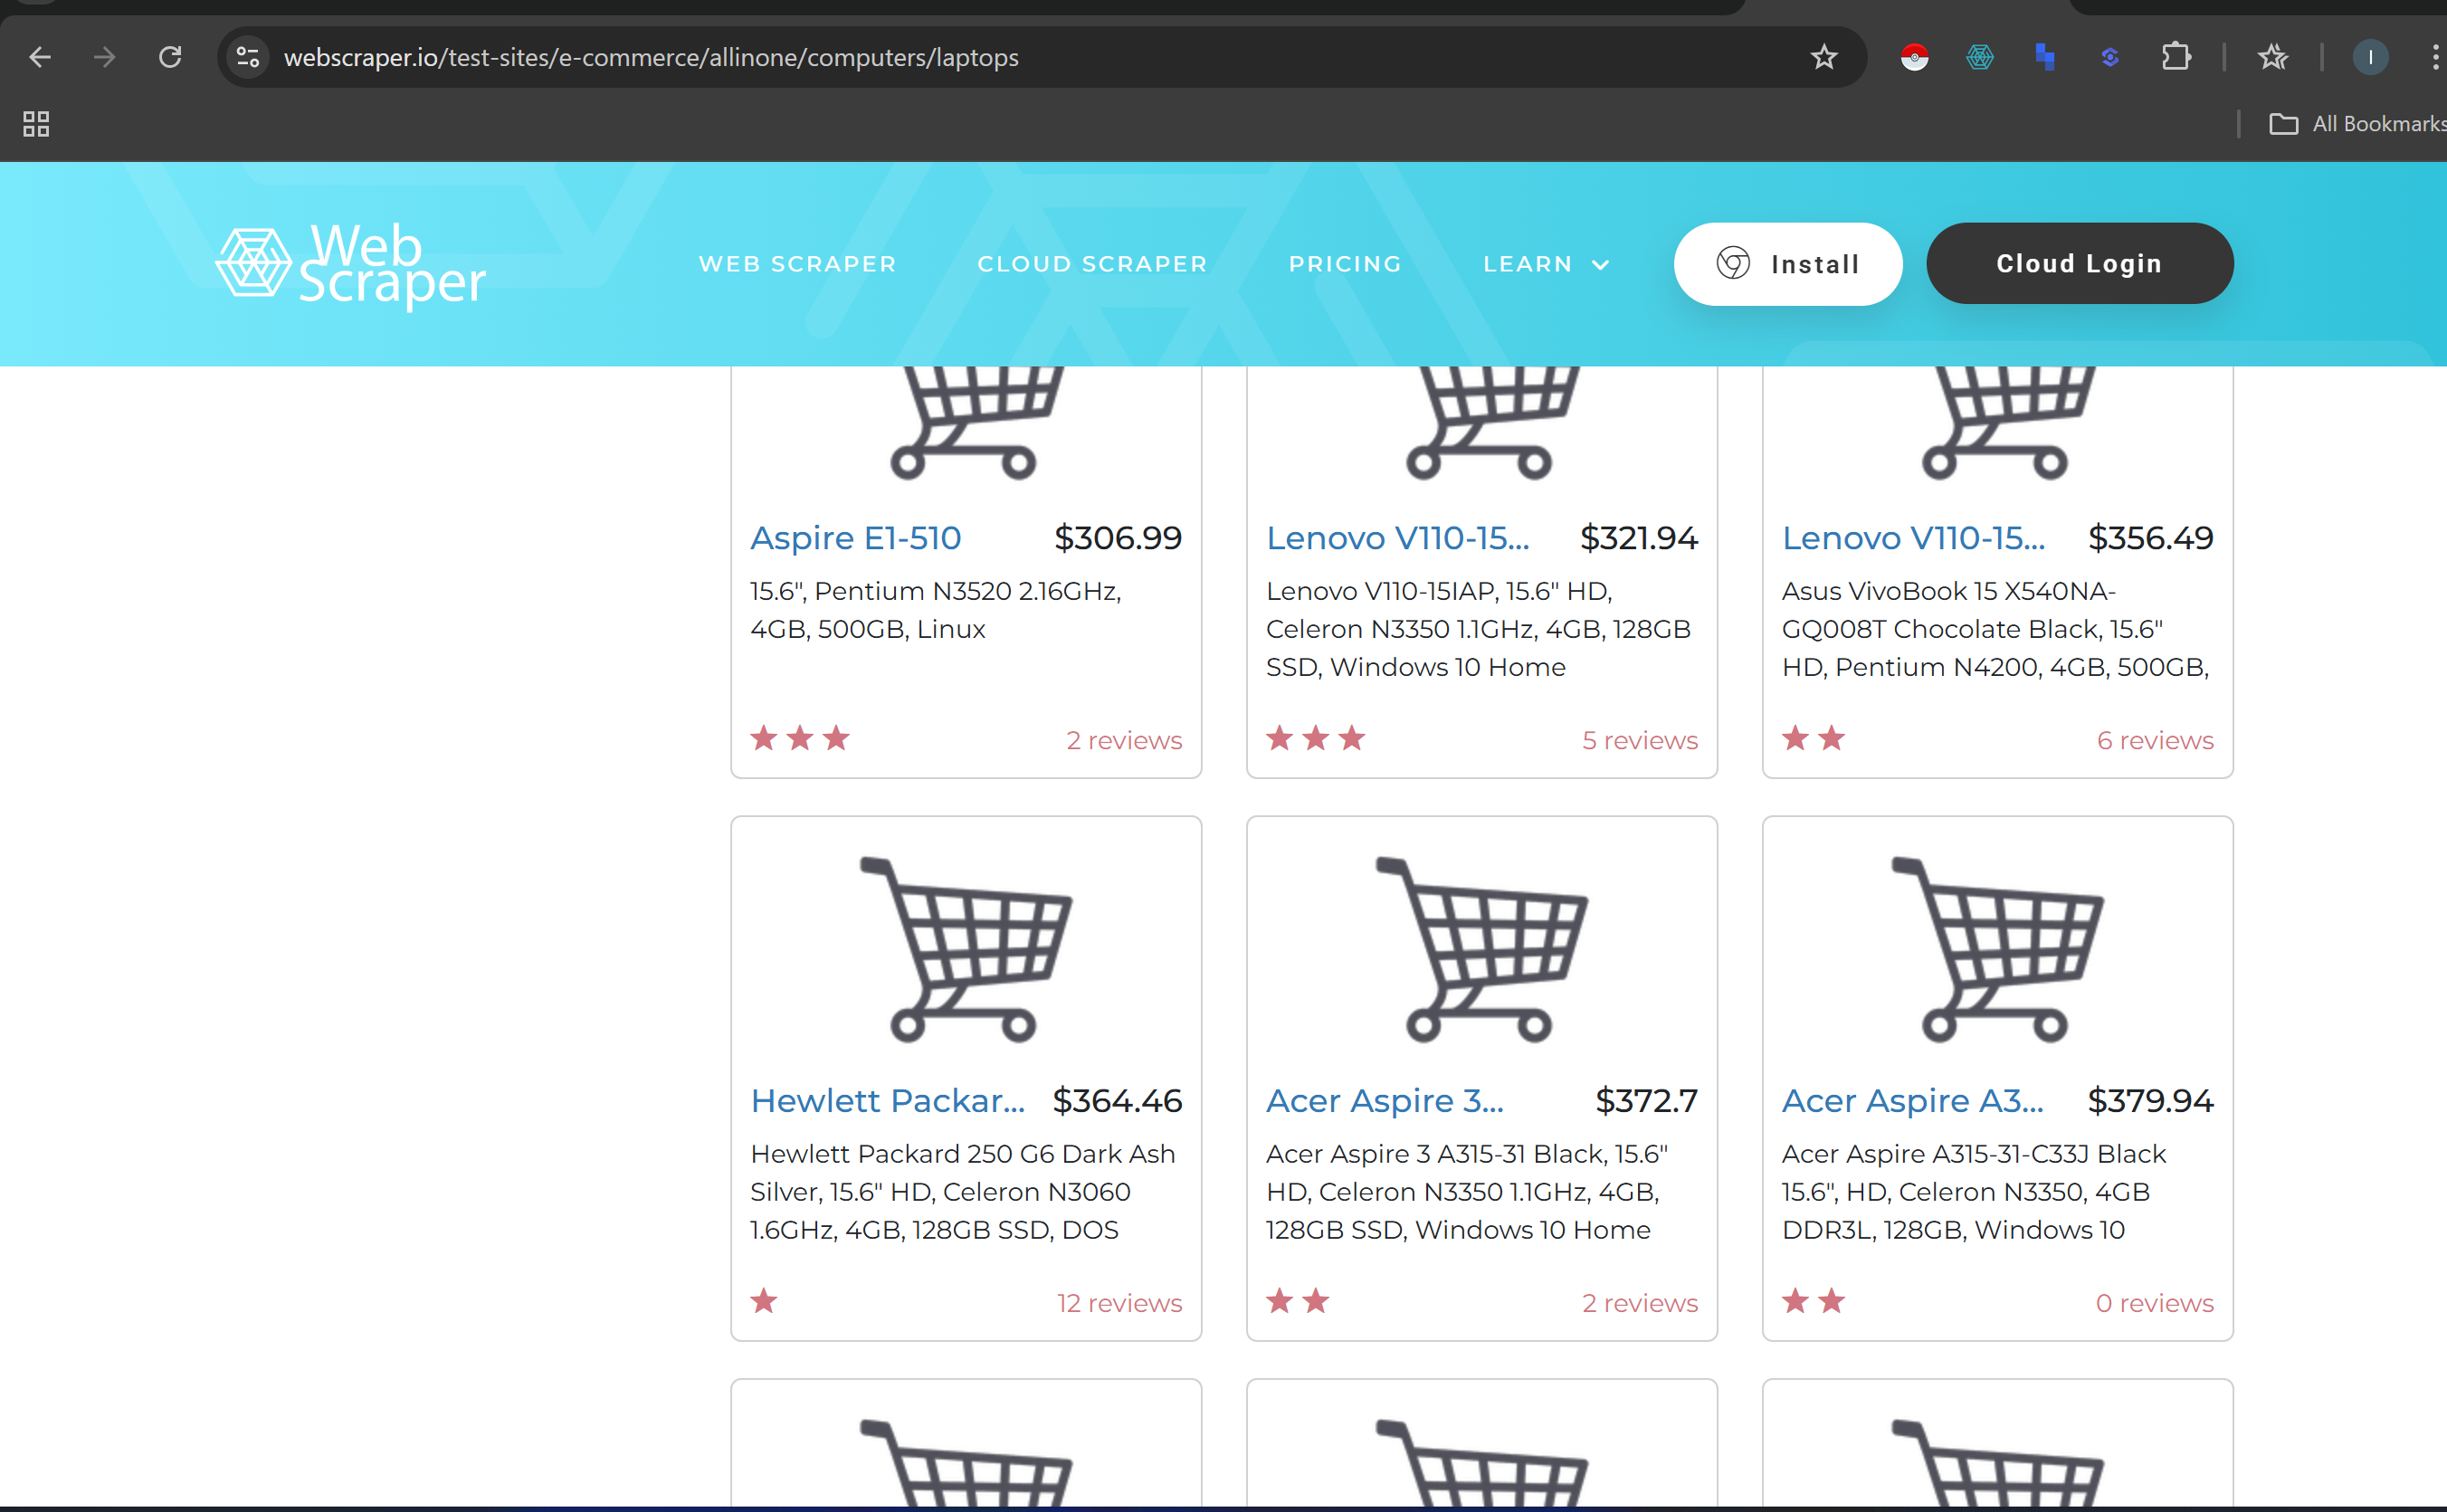 webscraper.io/test-sites/e-commerce/allinone/computers/laptops
I
All Bookmarks
Web
Scraper
WEB SCRAPER
CLOUD SCRAPER
PRICING
LEARN
Install
Cloud Login
Aspire E1-510 $306.99
15.6", Pentium N3520 2.16GHz,
4GB, 500GB, Linux
2 reviews
Lenovo V110-15... $321.94
Lenovo V110-15IAP, 15.6" HD,
Celeron N3350 1.1GHz, 4GB, 128GB
SSD, Windows 10 Home
5 reviews
Lenovo V110-15... $356.49
Asus VivoBook 15 X540NA-
GQ008T Chocolate Black, 15.6"
HD, Pentium N4200, 4GB, 500GB,
6 reviews
Hewlett Packar... $364.46
Hewlett Packard 250 G6 Dark Ash
Silver, 15.6" HD, Celeron N3060
1.6GHz, 4GB, 128GB SSD, DOS
12 reviews
Acer Aspire 3... $372.7
Acer Aspire 3 A315-31 Black, 15.6"
HD, Celeron N3350 1.1GHz, 4GB,
128GB SSD, Windows 10 Home
2 reviews
Acer Aspire A3... $379.94
Acer Aspire A315-31-C33J Black
15.6", HD, Celeron N3350, 4GB
DDR3L, 128GB, Windows 10
0 reviews